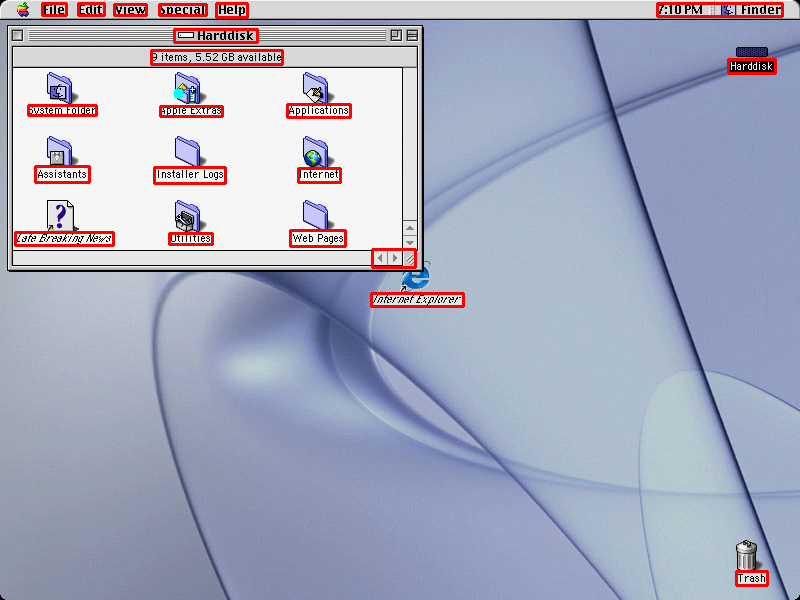 File Edit View Special Help 7:10 PM Finder
Harddisk
9 items, 5.52 GB available
Harddisk
System Folder Apple Extras Applications
Assistants Installer Logs Internet
Late Breaking News Utilities Web Pages
Internet Explorer
Trash